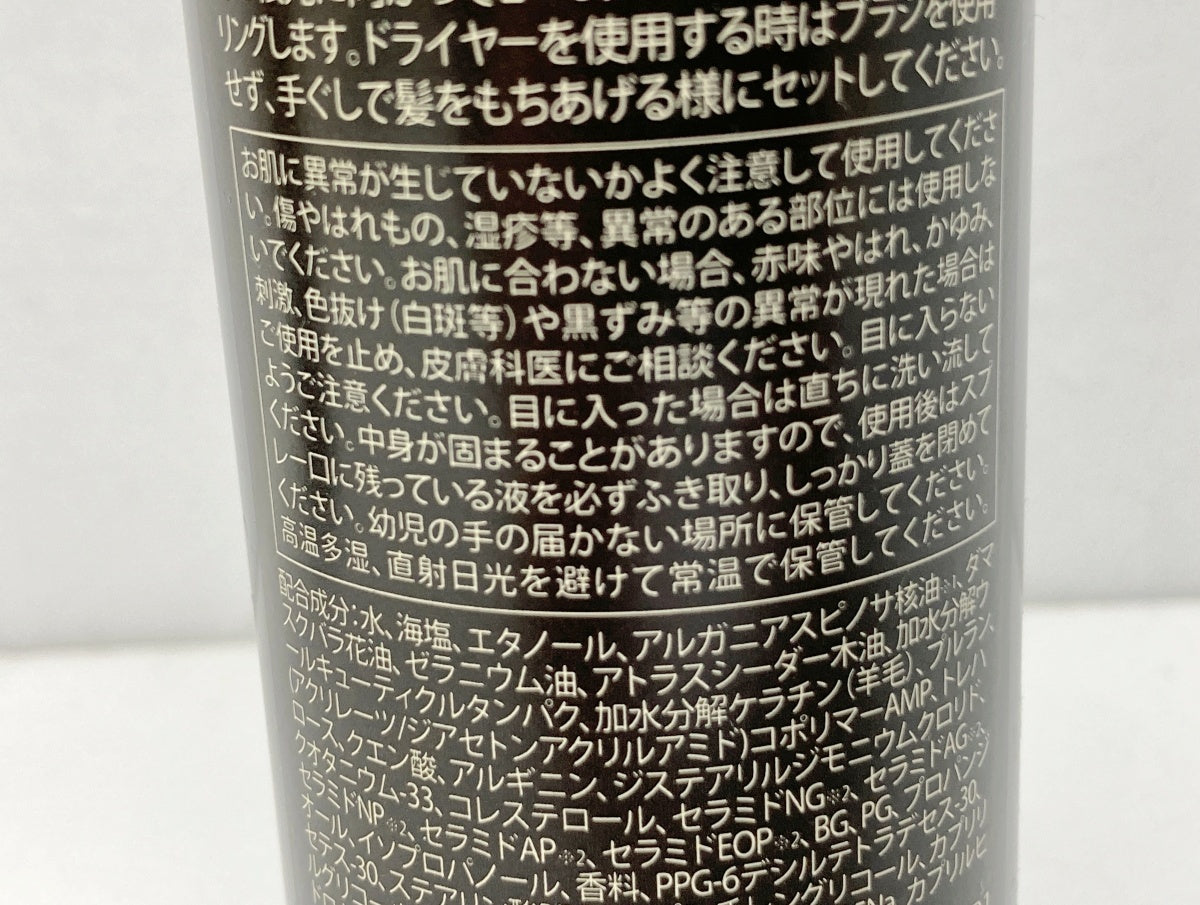 リングします。ドライヤーを使用する時はブラシを使用
せず、手ぐしで髪をもちあげる様にセットしてください。
お肌に異常が生じていないかよく注意して使用してくださ
い。傷やはれもの、湿疹等、異常のある部位には使用しな
いでください。お肌に合わない場合、赤味やはれ、かゆみ、
刺激、色抜け(白斑等)や黒ずみ等の異常が現れた場合は
ご使用を止め、皮膚科医にご相談ください。目に入らない
ようご注意ください。目に入った場合は直ちに洗い流して
ください。中身が固まることがありますので、使用後はスプ
レー口に残っている液を必ずふき取り、しっかり蓋を閉めて
ください。幼児の手の届かない場所に保管してください。
高温多湿、直射日光を避けて常温で保管してください。
配合成分:水、海塩、エタノール、アルガニアスピノサ核油※1、ダマ
スクバラ花油、ゼラニウム油、アトラスシーダー木油、加水分解ウ
ールキューティクルタンパク、加水分解ケラチン(羊毛)、プルラン、
(アクリレーツ/ジアセトンアクリルアミド)コポリマーAMP、トレハ
ロース、クエン酸、アルギニン、ジステアリルジモニウムクロリド、
クオタニウム-33、コレステロール、セラミドNG※2、セラミドAG※2、
セラミドNP※2、セラミドAP※2、セラミドEOP※2、BG、PG、プロパンジ
オール、イソプロパノール、香料、PPG-6デシルテトラデセス-30、
セテス-30、ステアリン